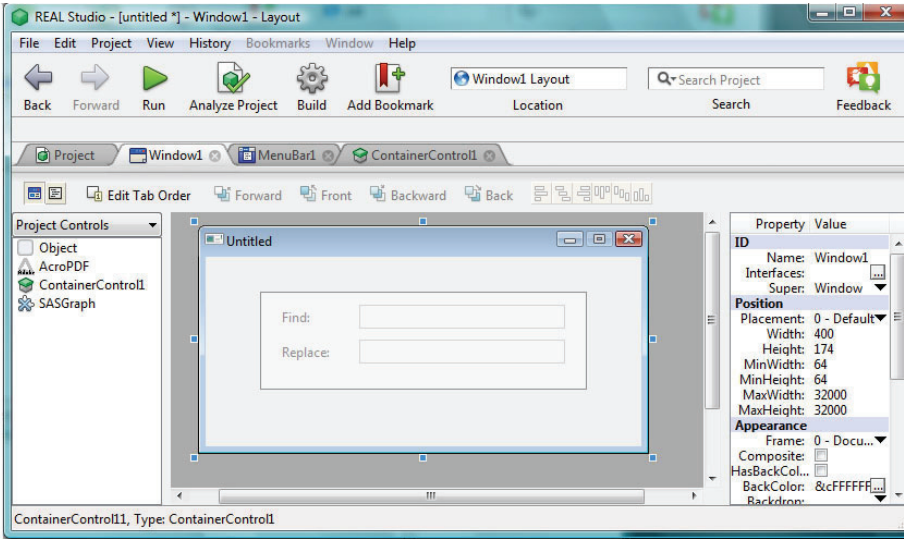 REAL Studio - [untitled *] - Window1 - Layout
File Edit Project View History Bookmarks Window Help
Window1 Layout
Search Project
Back Forward Run Analyze Project Build Add Bookmark Location Search Feedback
Project Window1 MenuBar1 ContainerControl1
Edit Tab Order Forward Front Backward Back
Project Controls
Object
AcroPDF
ContainerControl1
SASGraph
Untitled
Find:
Replace:
Property Value
ID
Name: Window1
Interfaces: ...
Super: Window
Position
Placement: 0 - Default
Width: 400
Height: 174
MinWidth: 64
MinHeight: 64
MaxWidth: 32000
MaxHeight: 32000
Appearance
Frame: 0 - Docu...
Composite:
HasBackCol...
BackColor: &cFFFFFF ...
Backdrop:
ContainerControl11, Type: ContainerControl1